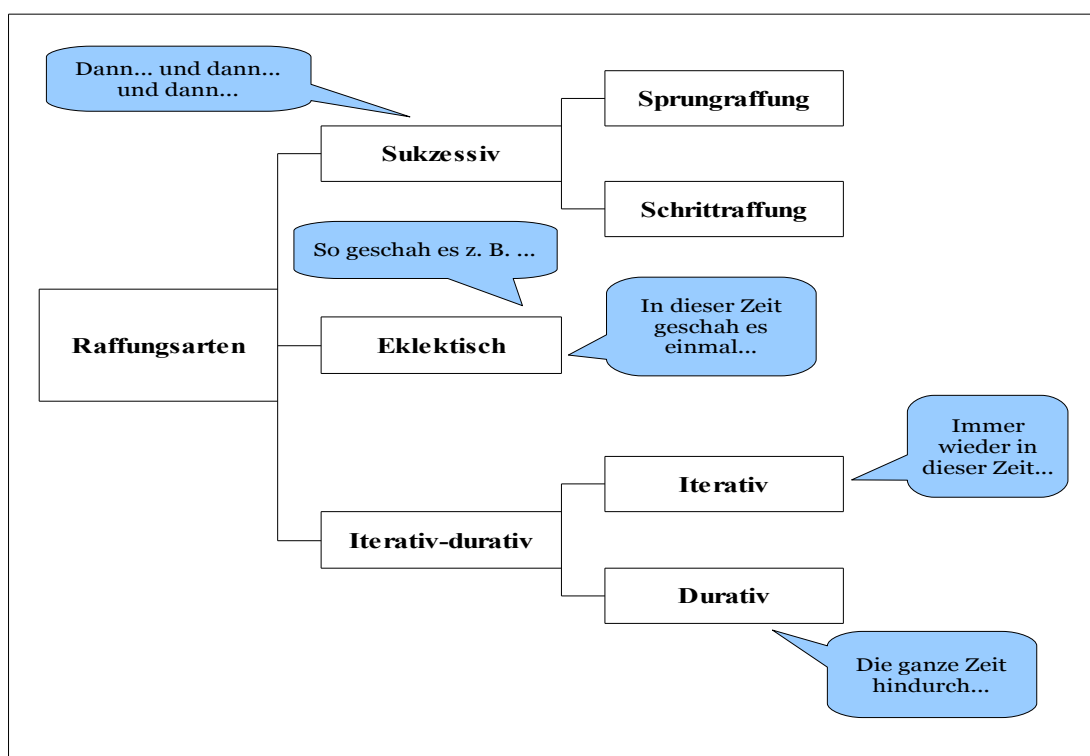 Dann... und dann...
und dann...
Sprungraffung
Sukzessiv
Schrittraffung
So geschah es z. B. ...
In dieser Zeit
geschah es
einmal...
Raffungsarten
Eklektisch
Immer
wieder in
dieser Zeit...
Iterativ
Iterativ-durativ
Durativ
Die ganze Zeit
hindurch...